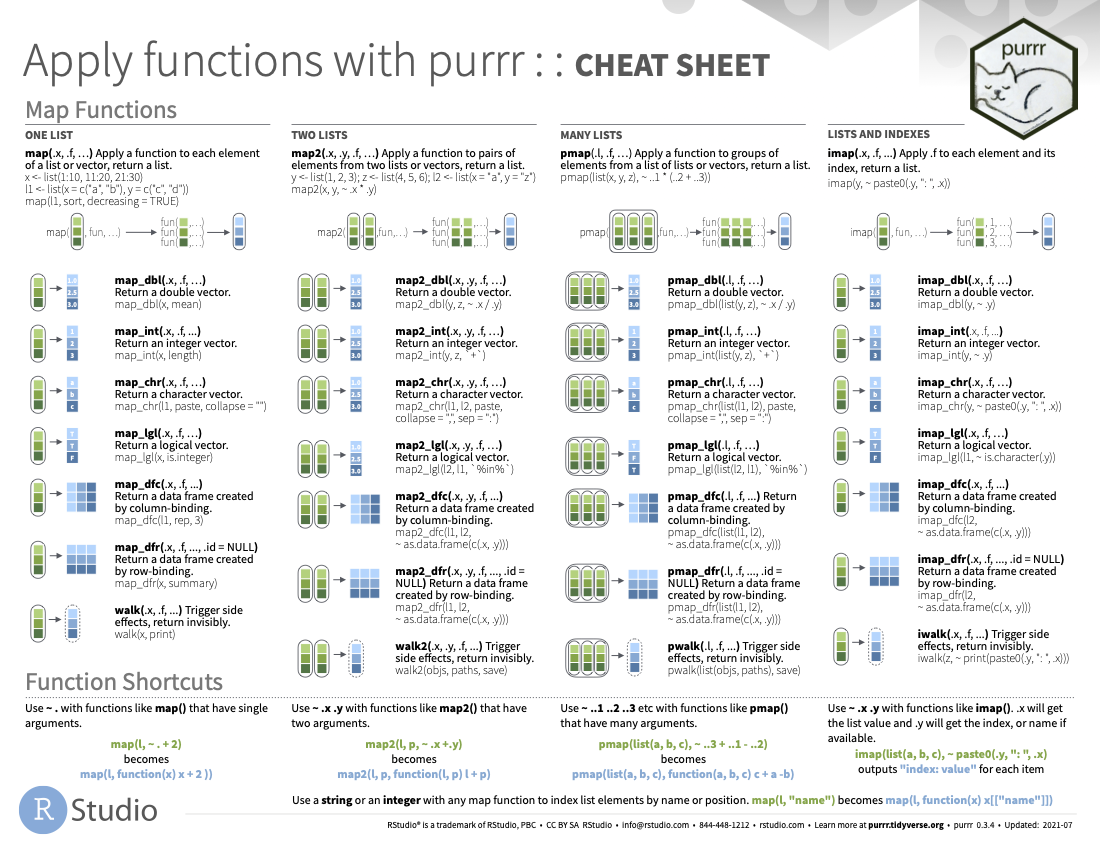 Apply functions with purrr : : CHEAT SHEET
purrr
Map Functions
ONE LIST
map(.x, .f, …) Apply a function to each element
of a list or vector, return a list.
x <- list(1:10, 11:20, 21:30)
l1 <- list(x = c("a", "b"), y = c("c", "d"))
map(l1, sort, decreasing = TRUE)
map( , fun, …)
fun( ,…)
fun( ,…)
fun( ,…)
1.0
2.5
3.0
map_dbl(.x, .f, …)
Return a double vector.
map_dbl(x, mean)
1
2
3
map_int(.x, .f, ...)
Return an integer vector.
map_int(x, length)
a
b
c
map_chr(.x, .f, …)
Return a character vector.
map_chr(l1, paste, collapse = "")
T
T
F
map_lgl(.x, .f, …)
Return a logical vector.
map_lgl(x, is.integer)
map_dfc(.x, .f, …)
Return a data frame created
by column-binding.
map_dfc(l1, rep, 3)
map_dfr(.x, .f, ..., .id = NULL)
Return a data frame created
by row-binding.
map_dfr(x, summary)
walk(.x, .f, ...) Trigger side
effects, return invisibly.
walk(x, print)
TWO LISTS
map2(.x, .y, .f, …) Apply a function to pairs of
elements from two lists or vectors, return a list.
y <- list(1, 2, 3); z <- list(4, 5, 6); l2 <- list(x = "a", y = "z")
map2(x, y, ~ .x * .y)
map2( ,fun,…)
fun( , ,…)
fun( , ,…)
fun( , ,…)
1.0
2.5
3.0
map2_dbl(.x, .y, .f, …)
Return a double vector.
map2_dbl(y, z, ~ .x / .y)
1.0
2.5
3.0
map2_int(.x, .y, .f, …)
Return an integer vector.
map2_int(y, z, `+`)
1.0
2.5
3.0
map2_chr(.x, .y, .f, …)
Return a character vector.
map2_chr(l1, l2, paste,
collapse = ",", sep = ":")
1.0
2.5
3.0
map2_lgl(.x, .y, .f, …)
Return a logical vector.
map2_lgl(l2, l1, `%in%`)
map2_dfc(.x, .y, .f, …)
Return a data frame created
by column-binding.
map2_dfc(l1, l2,
~ as.data.frame(c(.x, .y)))
map2_dfr(.x, .y, .f, ..., .id =
NULL) Return a data frame
created by row-binding.
map2_dfr(l1, l2,
~ as.data.frame(c(.x, .y)))
walk2(.x, .y, .f, ...) Trigger
side effects, return invisibly.
walk2(objs, paths, save)
MANY LISTS
pmap(.l, .f, …) Apply a function to groups of
elements from a list of lists or vectors, return a list.
pmap(list(x, y, z), ~ ..1 * (..2 + ..3))
pmap( ,fun,…)
fun( , , ,…)
fun( , , ,…)
fun( , , ,…)
1.0
2.5
3.0
pmap_dbl(.l, .f, …)
Return a double vector.
pmap_dbl(list(y, z), ~ .x / .y)
1
2
3
pmap_int(.l, .f, …)
Return an integer vector.
pmap_int(list(y, z), `+`)
a
b
c
pmap_chr(.l, .f, …)
Return a character vector.
pmap_chr(list(l1, l2), paste,
collapse = ",", sep = ":")
T
F
T
pmap_lgl(.l, .f, …)
Return a logical vector.
pmap_lgl(list(l2, l1), `%in%`)
pmap_dfc(.l, .f, …) Return
a data frame created by
column-binding.
pmap_dfc(list(l1, l2),
~ as.data.frame(c(.x, .y)))
pmap_dfr(.l, .f, ..., .id =
NULL) Return a data frame
created by row-binding.
pmap_dfr(list(l1, l2),
~ as.data.frame(c(.x, .y)))
pwalk(.l, .f, ...) Trigger side
effects, return invisibly.
pwalk(list(objs, paths), save)
LISTS AND INDEXES
imap(.x, .f, ...) Apply .f to each element and its
index, return a list.
imap(y, ~ paste0(.y, ": ", .x))
imap( , fun, …)
fun( , 1,…)
fun( , 2,…)
fun( , 3,…)
1.0
2.5
3.0
imap_dbl(.x, .f, …)
Return a double vector.
imap_dbl(y, ~ .y)
1
2
3
imap_int(.x, .f, ...)
Return an integer vector.
imap_int(y, ~ .y)
a
b
c
imap_chr(.x, .f, …)
Return a character vector.
imap_chr(y, ~ paste0(.y, ": ", .x))
T
T
F
imap_lgl(.x, .f, …)
Return a logical vector.
imap_lgl(l1, ~ is.character(.y))
imap_dfc(.x, .f, …)
Return a data frame created
by column-binding.
imap_dfc(l2,
~ as.data.frame(c(.x, .y)))
imap_dfr(.x, .f, ..., .id = NULL)
Return a data frame created
by row-binding.
imap_dfr(l2,
~ as.data.frame(c(.x, .y)))
iwalk(.x, .f, ...) Trigger side
effects, return invisibly.
iwalk(z, ~ print(paste0(.y, ": ", .x)))
Function Shortcuts
Use ~ . with functions like map() that have single
arguments.
map(l, ~ . + 2)
becomes
map(l, function(x) x + 2 ))
Use ~ .x .y with functions like map2() that have
two arguments.
map2(l, p, ~ .x +.y)
becomes
map2(l, p, function(l, p) l + p)
Use ~ ..1 ..2 ..3 etc with functions like pmap()
that have many arguments.
pmap(list(a, b, c), ~ ..3 + ..1 - ..2)
becomes
pmap(list(a, b, c), function(a, b, c) c + a -b)
Use ~ .x .y with functions like imap(). .x will get
the list value and .y will get the index, or name if
available.
imap(list(a, b, c), ~ paste0(.y, ": ", .x)
outputs "index: value" for each item
Use a string or an integer with any map function to index list elements by name or position. map(l, "name") becomes map(l, function(x) x[["name"]])
R Studio
RStudio® is a trademark of RStudio, PBC • CC BY SA RStudio • info@rstudio.com • 844-448-1212 • rstudio.com • Learn more at purrr.tidyverse.org • purrr 0.3.4 • Updated: 2021-07